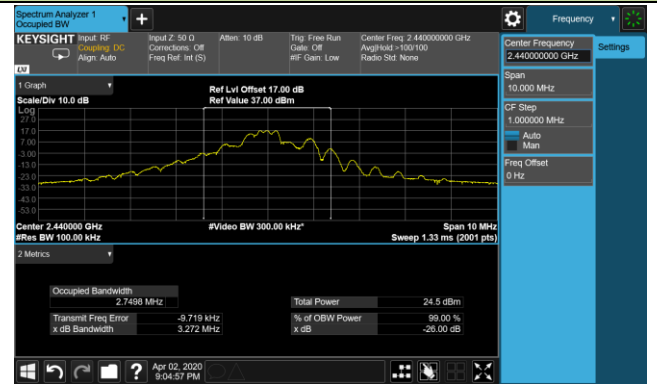 Spectrum Analyzer 1
Occupied BW
Frequency
KEYSIGHT Input: RF
Coupling: DC
Align: Auto
Input Z: 50 Ω
Corrections: Off
Freq Ref: Int (S)
Atten: 10 dB
Trig: Free Run
Gate: Off
#IF Gain: Low
Center Freq: 2.440000000 GHz
Avg|Hold:>100/100
Radio Std: None
LXI
Center Frequency
2.440000000 GHz
Settings
Span
10.000 MHz
CF Step
1.000000 MHz
Auto
Man
Freq Offset
0 Hz
1 Graph
Scale/Div 10.0 dB
Ref Lvl Offset 17.00 dB
Ref Value 37.00 dBm
Log
27.0
17.0
7.00
-3.00
-13.0
-23.0
-33.0
-43.0
-53.0
Center 2.440000 GHz
#Res BW 100.00 kHz
#Video BW 300.00 kHz*
Span 10 MHz
Sweep 1.33 ms (2001 pts)
2 Metrics
Occupied Bandwidth
2.7498 MHz
Total Power 24.5 dBm
Transmit Freq Error -9.719 kHz
% of OBW Power 99.00 %
x dB Bandwidth 3.272 MHz
x dB -26.00 dB
? Apr 02, 2020
9:04:57 PM